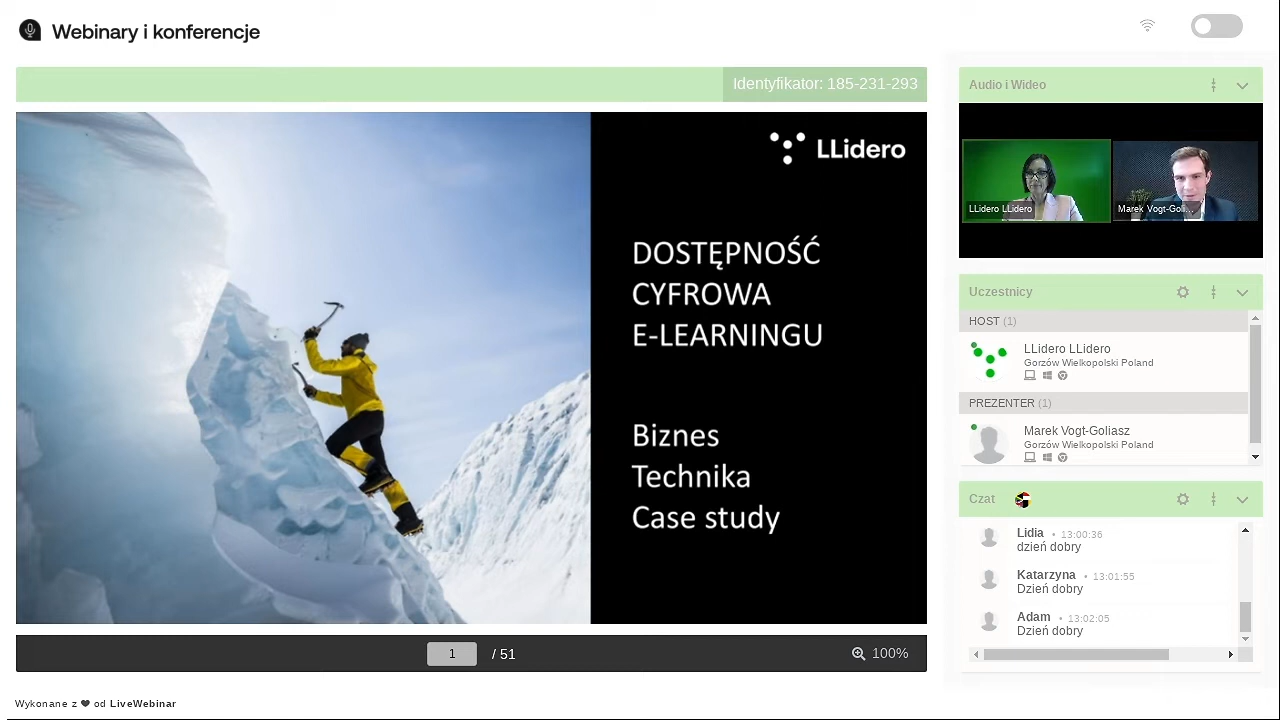 Webinary i konferencje
Identyfikator: 185-231-293
LLidero
DOSTĘPNOŚĆ
CYFROWA
E-LEARNINGU
Biznes
Technika
Case study
1 / 51
100%
Wykonane z ❤ od LiveWebinar
Audio i Wideo
LLidero LLidero
Marek Vogt-Goli...
Uczestnicy
HOST (1)
LLidero LLidero
Gorzów Wielkopolski Poland
PREZENTER (1)
Marek Vogt-Goliasz
Gorzów Wielkopolski Poland
Czat
Lidia • 13:00:36
dzień dobry
Katarzyna • 13:01:55
Dzień dobry
Adam • 13:02:05
Dzień dobry